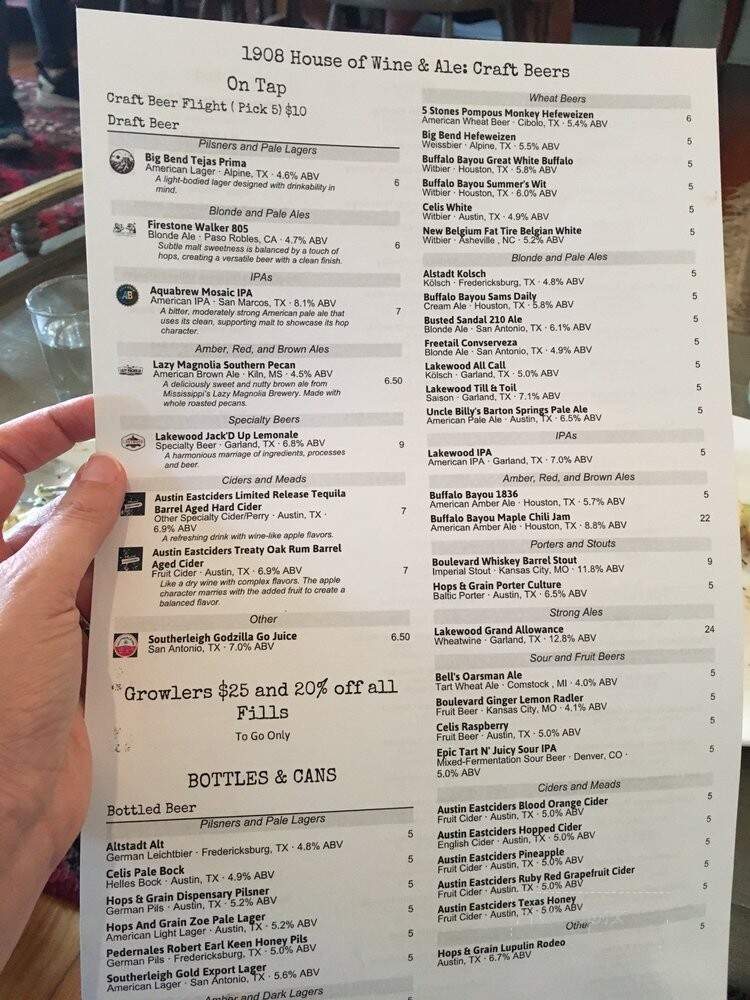 1908 House of Wine & Ale: Craft Beers
On Tap
Craft Beer Flight ( Pick 5) $10
Draft Beer
Pilsners and Pale Lagers
Big Bend Tejas Prima
American Lager · Alpine, TX · 4.6% ABV
A light-bodied lager designed with drinkability in
mind.
6
Blonde and Pale Ales
Firestone Walker 805
Blonde Ale · Paso Robles, CA · 4.7% ABV
Subtle malt sweetness is balanced by a touch of
hops, creating a versatile beer with a clean finish.
6
IPAs
AB
Aquabrew Mosaic IPA
American IPA · San Marcos, TX · 8.1% ABV
A bitter, moderately strong American pale ale that
uses its clean, supporting malt to showcase its hop
character.
7
Amber, Red, and Brown Ales
Lazy Magnolia Southern Pecan
American Brown Ale · Kiln, MS · 4.5% ABV
A deliciously sweet and nutty brown ale from
Mississippi's Lazy Magnolia Brewery. Made with
whole roasted pecans.
6.50
Specialty Beers
Lakewood Jack'D Up Lemonale
Specialty Beer · Garland, TX · 6.8% ABV
A harmonious marriage of ingredients, processes
and beer.
9
Ciders and Meads
Austin Eastciders Limited Release Tequila
Barrel Aged Hard Cider
Other Specialty Cider/Perry · Austin, TX ·
6.9% ABV
A refreshing drink with wine-like apple flavors.
7
Austin Eastciders Treaty Oak Rum Barrel
Aged Cider
Fruit Cider · Austin, TX · 6.9% ABV
Like a dry wine with complex flavors. The apple
character marries with the added fruit to create a
balanced flavor.
7
Other
Southerleigh Godzilla Go Juice
San Antonio, TX · 7.0% ABV
6.50
Growlers $25 and 20% off all
Fills
To Go Only
BOTTLES & CANS
Bottled Beer
Pilsners and Pale Lagers
Altstadt Alt 5
German Leichtbier · Fredericksburg, TX · 4.8% ABV
Celis Pale Bock 5
Helles Bock · Austin, TX · 4.9% ABV
Hops & Grain Dispensary Pilsner 5
German Pils · Austin, TX · 5.2% ABV
Hops And Grain Zoe Pale Lager 5
American Light Lager · Austin, TX · 5.2% ABV
Pedernales Robert Earl Keen Honey Pils 5
German Pils · Fredericksburg, TX · 5.0% ABV
Southerleigh Gold Export Lager 5
American Lager · San Antonio, TX · 5.6% ABV
Amber and Dark Lagers
5
Wheat Beers
5 Stones Pompous Monkey Hefeweizen 6
American Wheat Beer · Cibolo, TX · 5.4% ABV
Big Bend Hefeweizen 5
Weissbier · Alpine, TX · 5.5% ABV
Buffalo Bayou Great White Buffalo 5
Witbier · Houston, TX · 5.8% ABV
Buffalo Bayou Summer's Wit 5
Witbier · Houston, TX · 6.0% ABV
Celis White 5
Witbier · Austin, TX · 4.9% ABV
New Belgium Fat Tire Belgian White 5
Witbier · Asheville , NC · 5.2% ABV
Blonde and Pale Ales
Alstadt Kolsch 5
Kölsch · Fredericksburg, TX · 4.8% ABV
Buffalo Bayou Sams Daily 5
Cream Ale · Houston, TX · 5.8% ABV
Busted Sandal 210 Ale 5
Blonde Ale · San Antonio, TX · 6.1% ABV
Freetail Convserveza 5
Blonde Ale · San Antonio, TX · 4.9% ABV
Lakewood All Call 5
Kölsch · Garland, TX · 5.0% ABV
Lakewood Till & Toil 5
Saison · Garland, TX · 7.1% ABV
Uncle Billy's Barton Springs Pale Ale 5
American Pale Ale · Austin, TX · 6.5% ABV
IPAs
Lakewood IPA 5
American IPA · Garland, TX · 7.0% ABV
Amber, Red, and Brown Ales
Buffalo Bayou 1836 5
American Amber Ale · Houston, TX · 5.7% ABV
Buffalo Bayou Maple Chili Jam 22
American Amber Ale · Houston, TX · 8.8% ABV
Porters and Stouts
Boulevard Whiskey Barrel Stout 9
Imperial Stout · Kansas City, MO · 11.8% ABV
Hops & Grain Porter Culture 5
Baltic Porter · Austin, TX · 6.5% ABV
Strong Ales
Lakewood Grand Allowance 24
Wheatwine · Garland, TX · 12.8% ABV
Sour and Fruit Beers
Bell's Oarsman Ale 5
Tart Wheat Ale · Comstock , MI · 4.0% ABV
Boulevard Ginger Lemon Radler 5
Fruit Beer · Kansas City, MO · 4.1% ABV
Celis Raspberry 5
Fruit Beer · Austin, TX · 5.0% ABV
Epic Tart N' Juicy Sour IPA 5
Mixed-Fermentation Sour Beer · Denver, CO ·
5.0% ABV
Ciders and Meads
Austin Eastciders Blood Orange Cider 5
Fruit Cider · Austin, TX · 5.0% ABV
Austin Eastciders Hopped Cider 5
English Cider · Austin, TX · 5.0% ABV
Austin Eastciders Pineapple 5
Fruit Cider · Austin, TX · 5.0% ABV
Austin Eastciders Ruby Red Grapefruit Cider 5
Fruit Cider · Austin, TX · 5.0% ABV
Austin Eastciders Texas Honey 5
Fruit Cider · Austin, TX · 5.0% ABV
Other
Hops & Grain Lupulin Rodeo 5
Austin, TX · 6.7% ABV